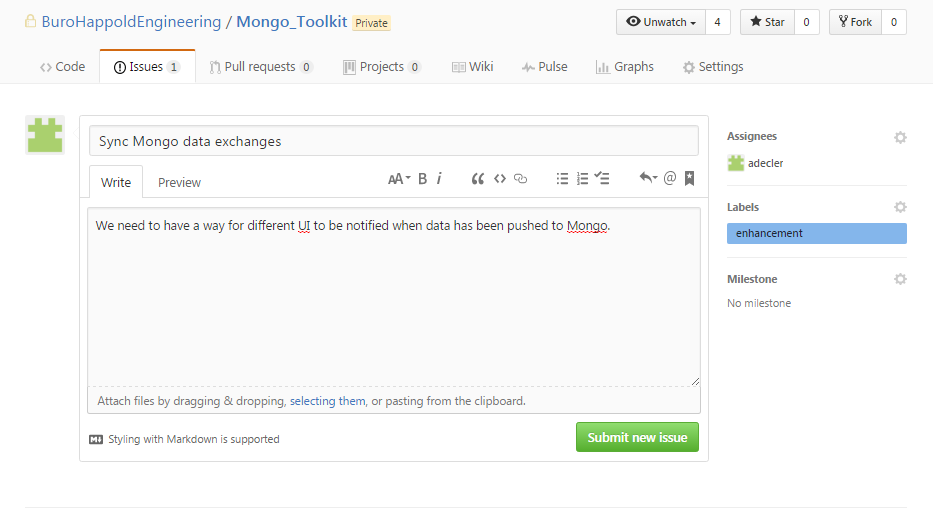 BuroHappoldEngineering / Mongo_Toolkit Private
Unwatch 4 Star 0 Fork 0
Code Issues 1 Pull requests 0 Projects 0 Wiki Pulse Graphs Settings
Sync Mongo data exchanges
Write Preview AA B i
We need to have a way for different UI to be notified when data has been pushed to Mongo.
Attach files by dragging & dropping, selecting them, or pasting from the clipboard.
Styling with Markdown is supported
Submit new issue
Assignees
adecler
Labels
enhancement
Milestone
No milestone